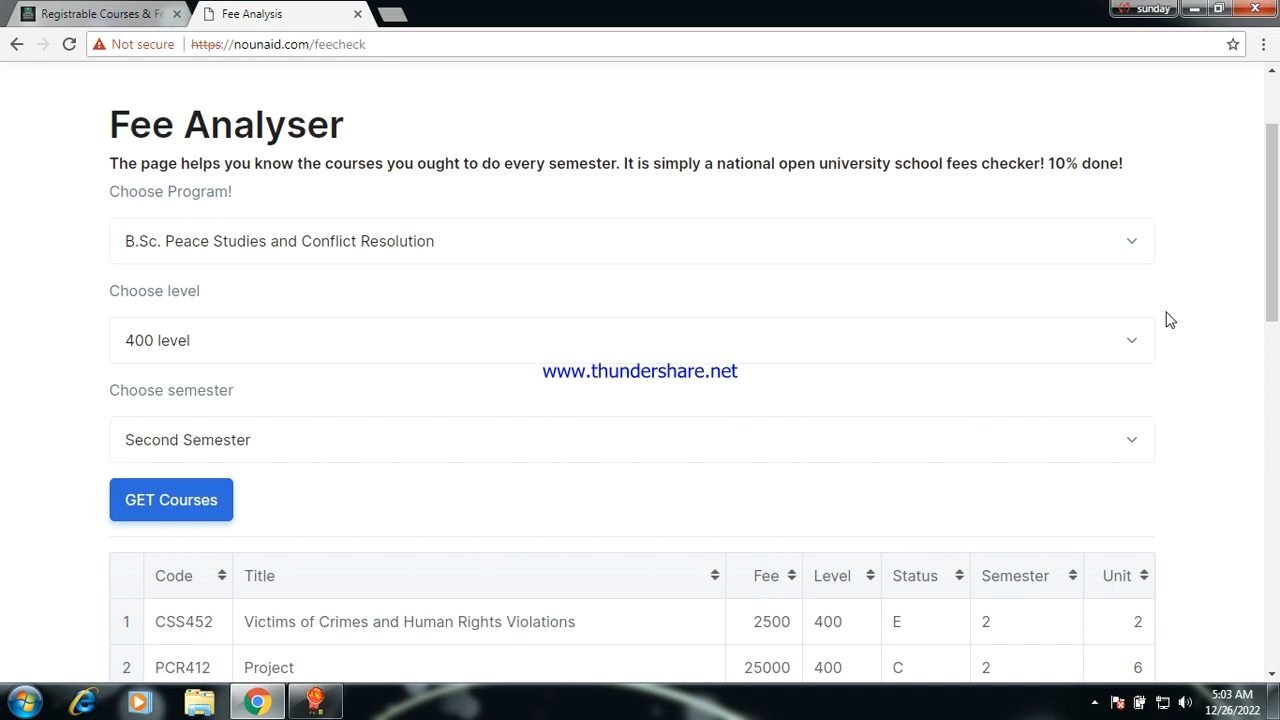 Registrable Courses & Fe
Fee Analysis
sunday
Not secure
https://nounaid.com/feecheck
Fee Analyser
The page helps you know the courses you ought to do every semester. It is simply a national open university school fees checker! 10% done!
Choose Program!
B.Sc. Peace Studies and Conflict Resolution
Choose level
400 level
www.thundershare.net
Choose semester
Second Semester
GET Courses
Code Title Fee Level Status Semester Unit
1 CSS452 Victims of Crimes and Human Rights Violations 2500 400 E 2 2
2 PCR412 Project 25000 400 C 2 6
5:03 AM
12/26/2022